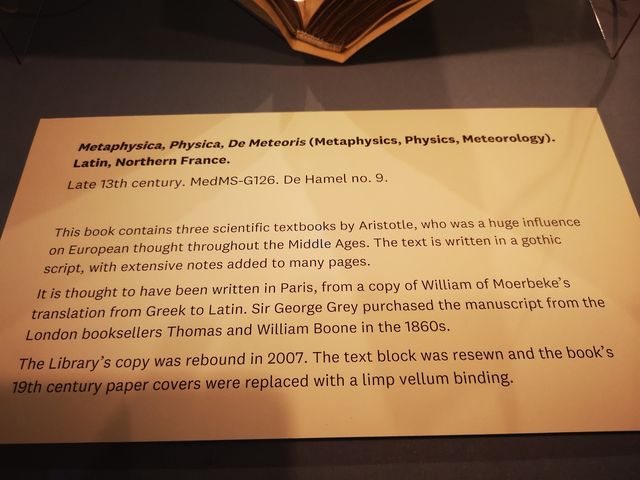 Metaphysica, Physica, De Meteoris (Metaphysics, Physics, Meteorology).
Latin, Northern France.
Late 13th century. MedMS-G126. De Hamel no. 9.
This book contains three scientific textbooks by Aristotle, who was a huge influence
on European thought throughout the Middle Ages. The text is written in a gothic
script, with extensive notes added to many pages.
It is thought to have been written in Paris, from a copy of William of Moerbeke's
translation from Greek to Latin. Sir George Grey purchased the manuscript from the
London booksellers Thomas and William Boone in the 1860s.
The Library's copy was rebound in 2007. The text block was resewn and the book's
19th century paper covers were replaced with a limp vellum binding.